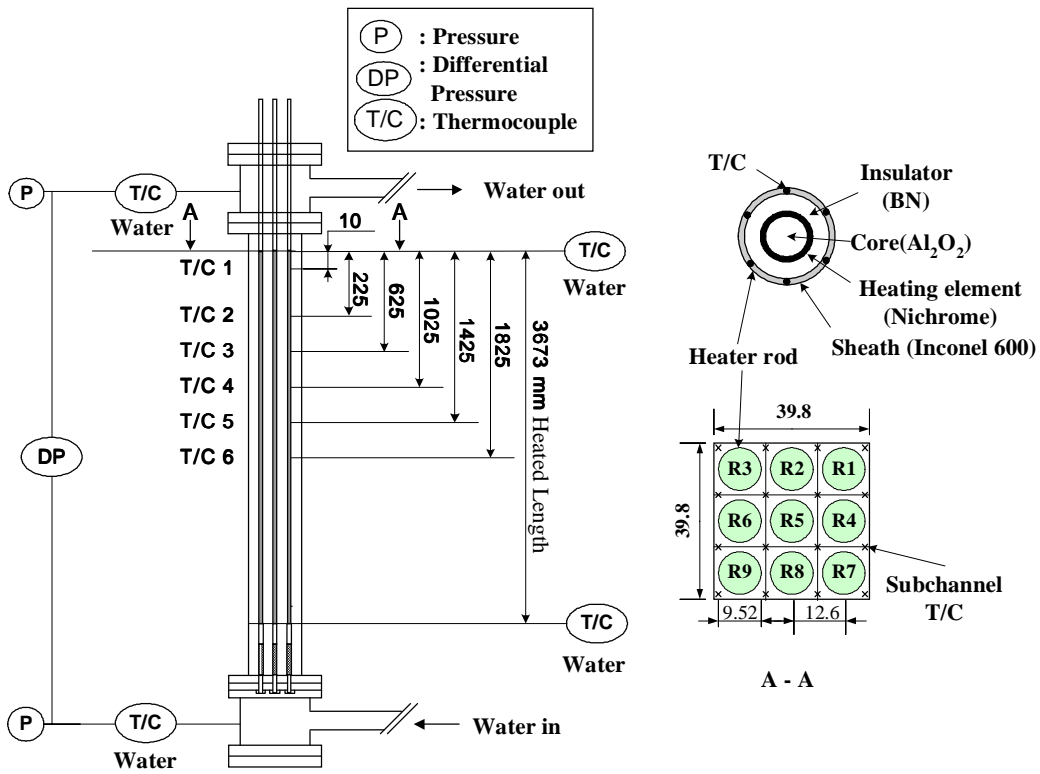 P : Pressure
DP : Differential
Pressure
T/C : Thermocouple
P
T/C
Water
Water out
A
A
10
T/C
Water
T/C 1
T/C 2
T/C 3
T/C 4
T/C 5
T/C 6
225
625
1025
1425
1825
3673 mm Heated Length
DP
T/C
Water
P
T/C
Water
Water in
T/C
Insulator
(BN)
Core(Al2O2)
Heating element
(Nichrome)
Sheath (Inconel 600)
Heater rod
39.8
39.8
R3 R2 R1
R6 R5 R4
R9 R8 R7
Subchannel
T/C
9.52 12.6
A - A